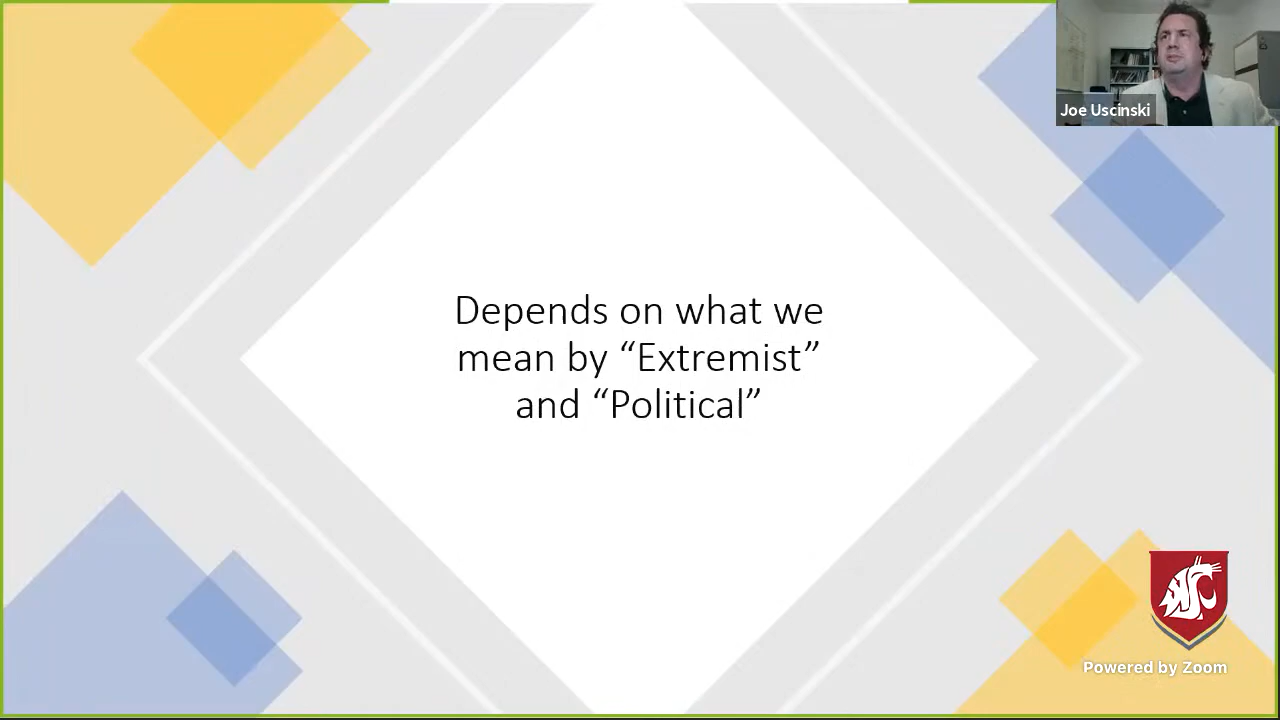 Joe Uscinski
Depends on what we
mean by “Extremist”
and “Political”
Powered by Zoom